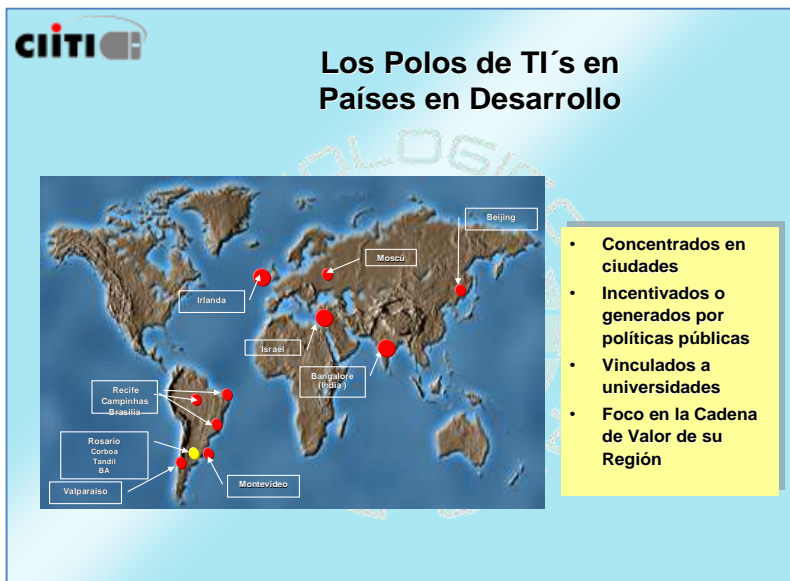 CIITI
Los Polos de TI´s en
Países en Desarrollo
OLOGIC
Beijing
Moscú
Irlanda
Israel
Bangalore
(India )
Recife
Campinhas
Brasilia
Rosario
Corboa
Tandil
BA
Valparaiso
Montevideo
• Concentrados en
ciudades
• Incentivados o
generados por
políticas públicas
• Vinculados a
universidades
• Foco en la Cadena
de Valor de su
Región